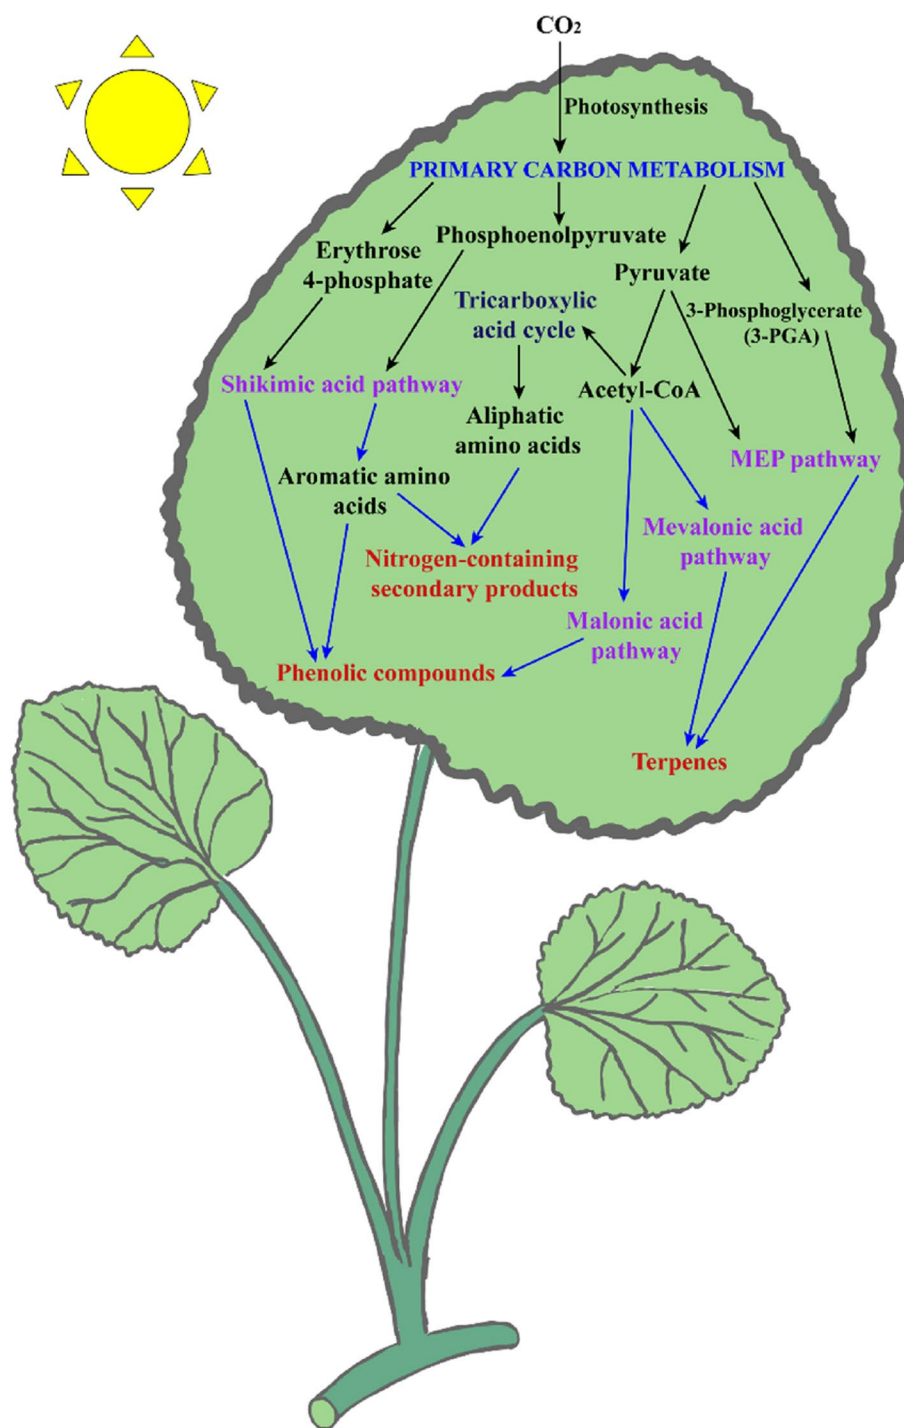 CO₂
Photosynthesis
PRIMARY CARBON METABOLISM
Erythrose
4-phosphate
Phosphoenolpyruvate
Pyruvate
3-Phosphoglycerate
(3-PGA)
Tricarboxylic
acid cycle
Shikimic acid pathway
Acetyl-CoA
Aliphatic
amino acids
MEP pathway
Aromatic amino
acids
Mevalonic acid
pathway
Nitrogen-containing
secondary products
Malonic acid
pathway
Phenolic compounds
Terpenes